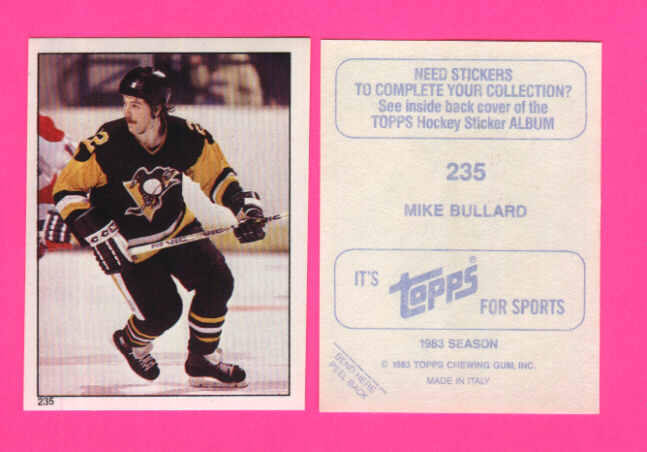 22
CCM
235
NEED STICKERS
TO COMPLETE YOUR COLLECTION?
See inside back cover of the
TOPPS Hockey Sticker ALBUM
235
MIKE BULLARD
IT'S topps® FOR SPORTS
1983 SEASON
© 1983 TOPPS CHEWING GUM, INC.
MADE IN ITALY
BEND HERE
PEEL BACK